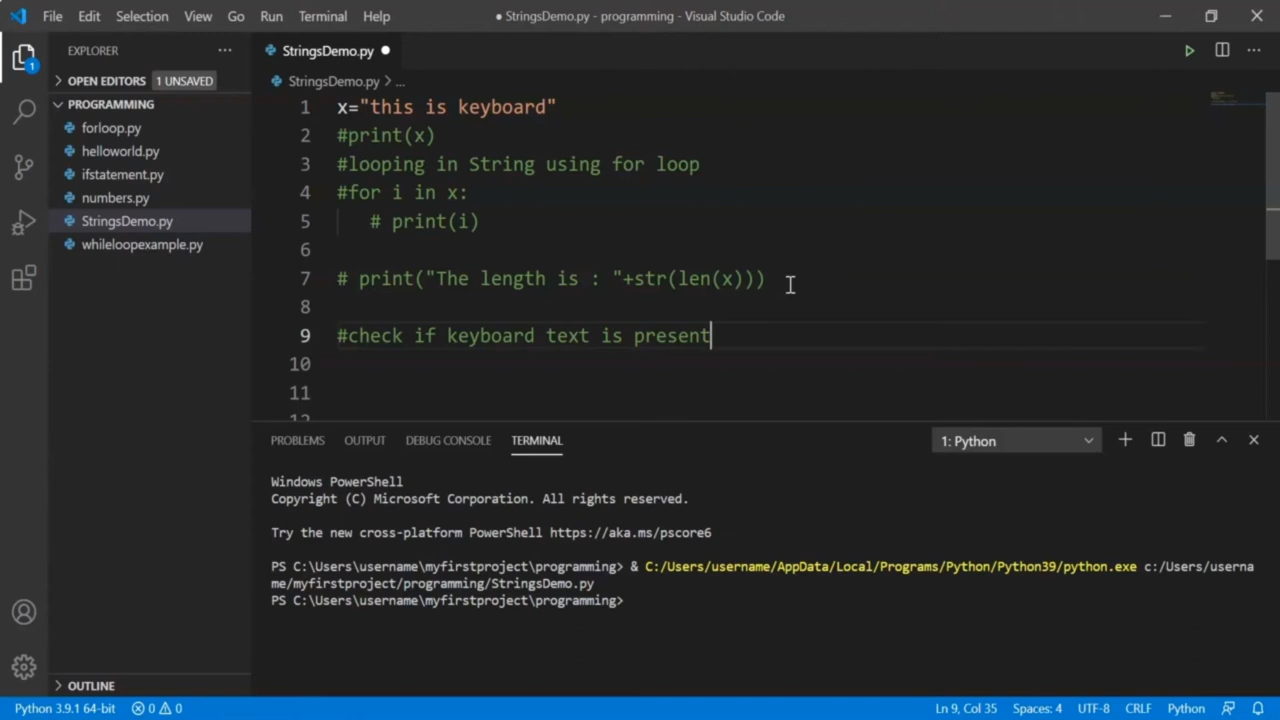 File Edit Selection View Go Run Terminal Help ● StringsDemo.py - programming - Visual Studio Code
EXPLORER
StringsDemo.py
OPEN EDITORS 1 UNSAVED
StringsDemo.py > ...
PROGRAMMING
forloop.py
helloworld.py
ifstatement.py
numbers.py
StringsDemo.py
whileloopexample.py
1 x="this is keyboard"
2 #print(x)
3 #looping in String using for loop
4 #for i in x:
5 # print(i)
6
7 # print("The length is : "+str(len(x)))
8
9 #check if keyboard text is present
10
11
12
PROBLEMS OUTPUT DEBUG CONSOLE TERMINAL 1: Python
Windows PowerShell
Copyright (C) Microsoft Corporation. All rights reserved.
Try the new cross-platform PowerShell https://aka.ms/pscore6
PS C:\Users\username\myfirstproject\programming> & C:/Users/username/AppData/Local/Programs/Python/Python39/python.exe c:/Users/userna
me/myfirstproject/programming/StringsDemo.py
PS C:\Users\username\myfirstproject\programming>
OUTLINE
Python 3.9.1 64-bit 0 0 Ln 9, Col 35 Spaces: 4 UTF-8 CRLF Python
1